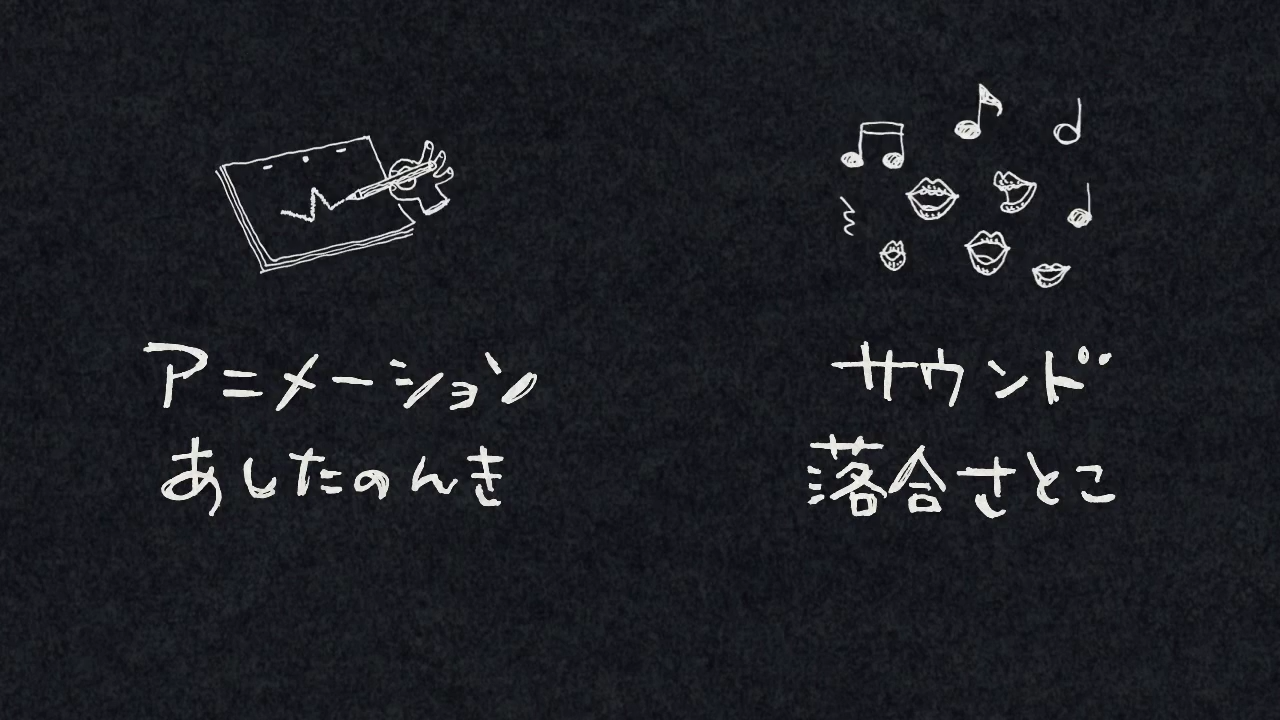 アニメーション
あしたのんき
サウンド
落合さとこ